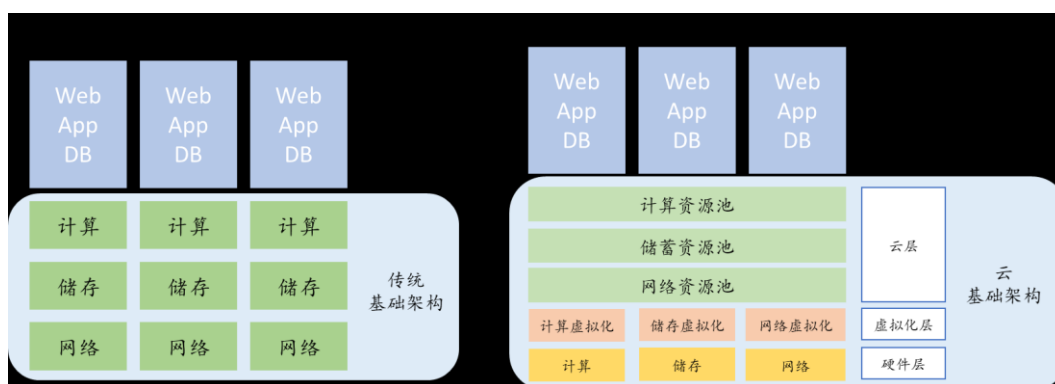 Web
App
DB
Web
App
DB
Web
App
DB
计算
计算
计算
储存
储存
储存
网络
网络
网络
传统
基础架构
Web
App
DB
Web
App
DB
Web
App
DB
计算资源池
储蓄资源池
网络资源池
云层
计算虚拟化
储存虚拟化
网络虚拟化
虚拟化层
计算
储存
网络
硬件层
云
基础架构